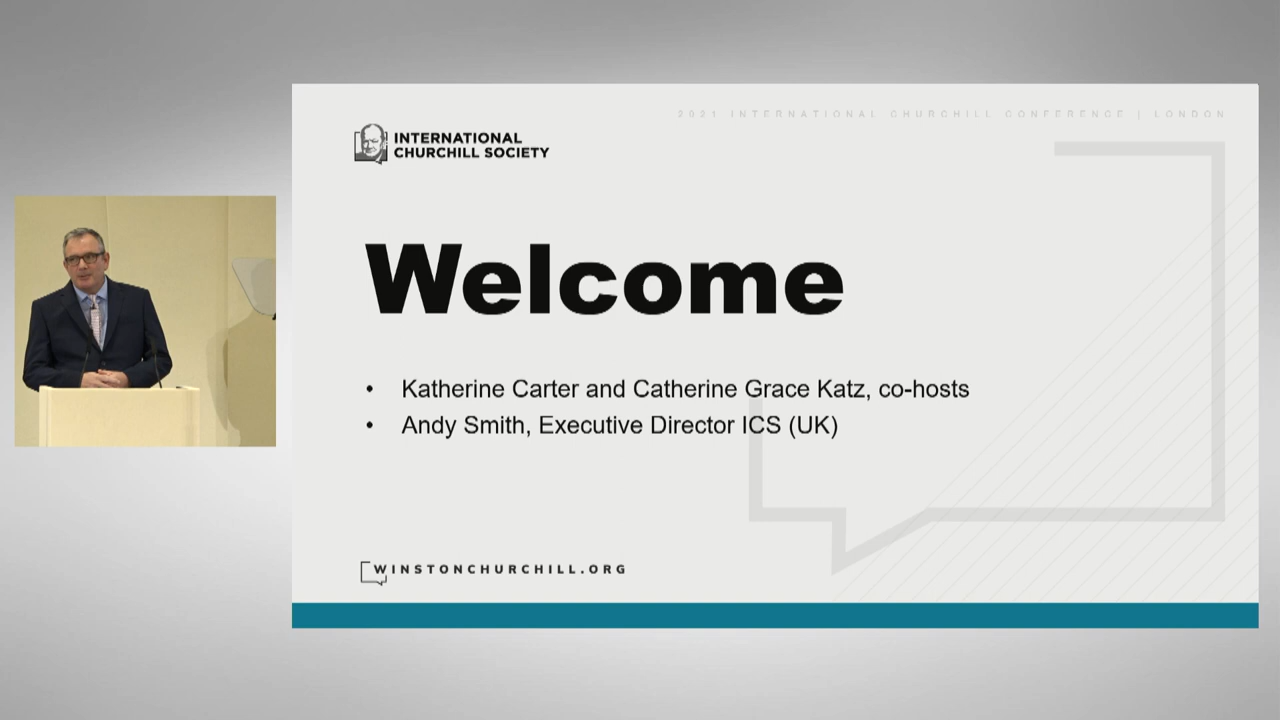 2021 INTERNATIONAL CHURCHILL CONFERENCE | LONDON
INTERNATIONAL
CHURCHILL SOCIETY
Welcome
• Katherine Carter and Catherine Grace Katz, co-hosts
• Andy Smith, Executive Director ICS (UK)
WINSTONCHURCHILL.ORG